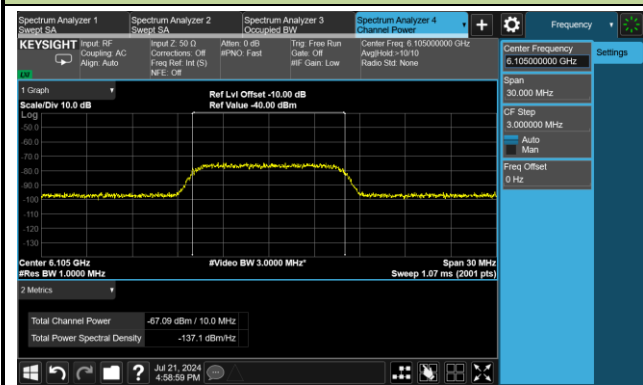 Spectrum Analyzer 1
Swept SA
Spectrum Analyzer 2
Swept SA
Spectrum Analyzer 3
Occupied BW
Spectrum Analyzer 4
Channel Power
Frequency
KEYSIGHT
Input: RF
Coupling: AC
Align: Auto
Input Z: 50 Ω
Corrections: Off
Freq Ref: Int (S)
NFE: Off
Atten: 0 dB
#PNO: Fast
Trig: Free Run
Gate: Off
#IF Gain: Low
Center Freq: 6.105000000 GHz
Avg|Hold:>10/10
Radio Std: None
Center Frequency
6.105000000 GHz
Settings
Span
30.000 MHz
CF Step
3.000000 MHz
Auto
Man
Freq Offset
0 Hz
1 Graph
Scale/Div 10.0 dB
Ref Lvl Offset -10.00 dB
Ref Value -40.00 dBm
Log
-50.0
-60.0
-70.0
-80.0
-90.0
-100
-110
-120
-130
Center 6.105 GHz
#Video BW 3.0000 MHz*
Span 30 MHz
#Res BW 1.0000 MHz
Sweep 1.07 ms (2001 pts)
2 Metrics
Total Channel Power
-67.09 dBm / 10.0 MHz
Total Power Spectral Density
-137.1 dBm/Hz
Jul 21, 2024
4:58:59 PM